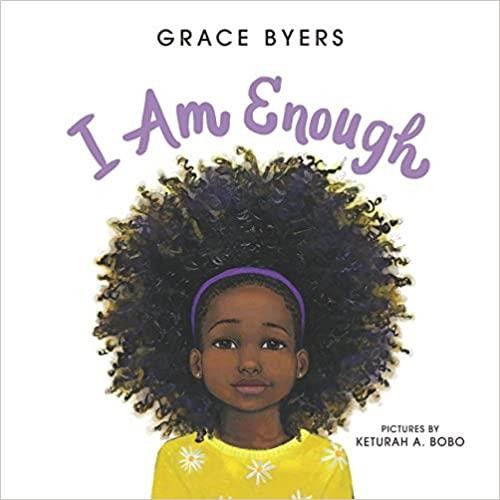 GRACE BYERS
I Am Enough
PICTURES BY
KETURAH A. BOBO